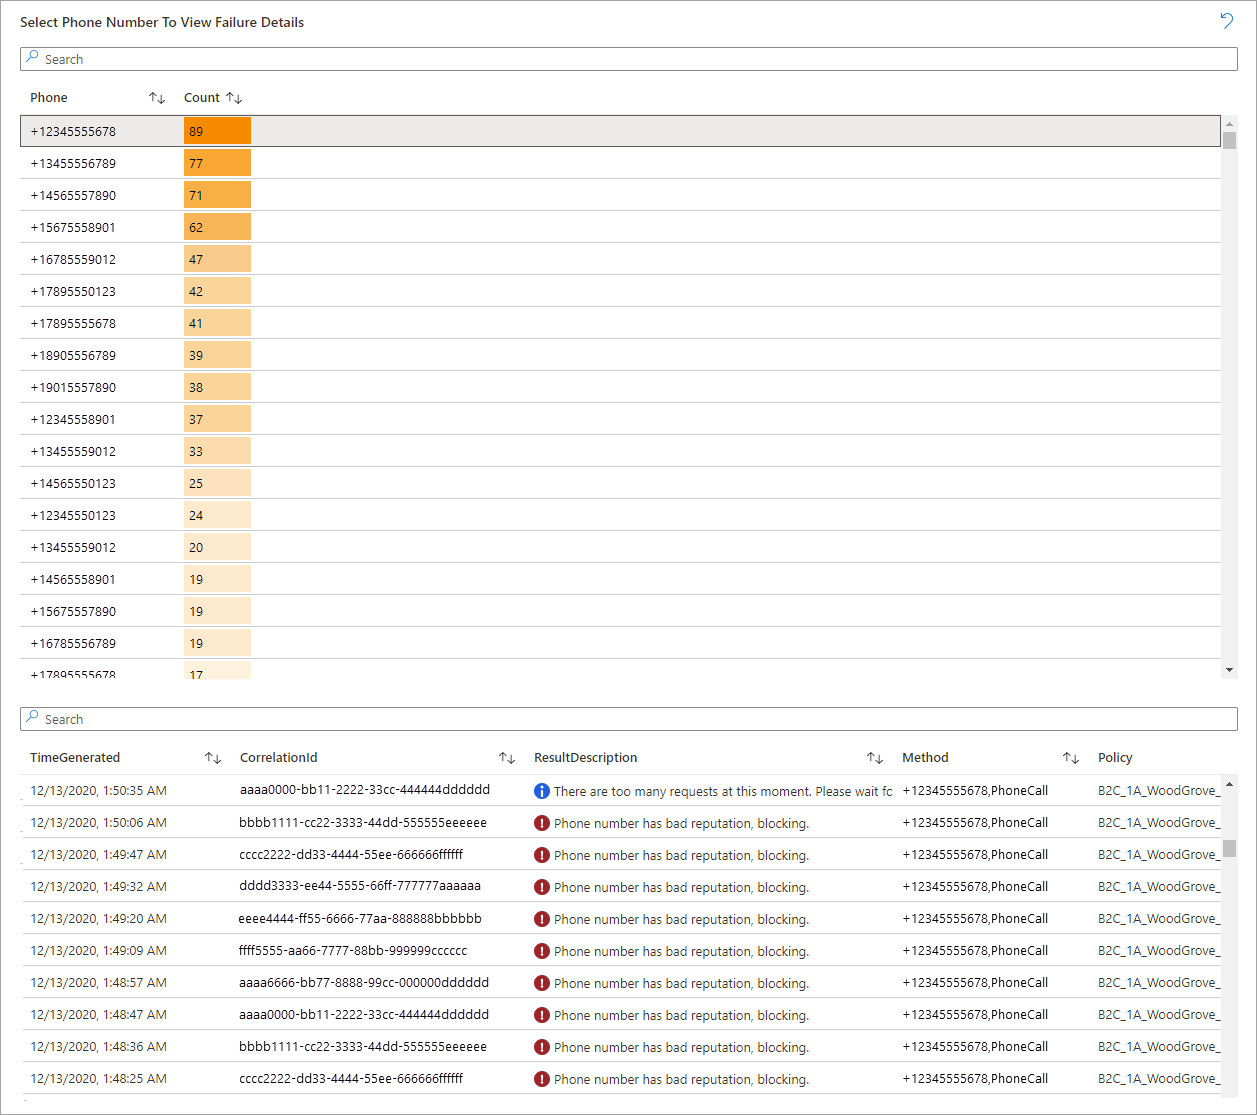 Select Phone Number To View Failure Details
Search
Phone Count
+12345555678 89
+13455556789 77
+14565557890 71
+15675558901 62
+16785559012 47
+17895550123 42
+17895555678 41
+18905556789 39
+19015557890 38
+12345558901 37
+13455559012 33
+14565550123 25
+12345550123 24
+13455559012 20
+14565558901 19
+15675557890 19
+16785556789 19
+17895555678 17
Search
TimeGenerated CorrelationId ResultDescription Method Policy
12/13/2020, 1:50:35 AM aaaa0000-bb11-2222-33cc-444444dddddd There are too many requests at this moment. Please wait fo +12345555678,PhoneCall B2C_1A_WoodGrove_
12/13/2020, 1:50:06 AM bbbb1111-cc22-3333-44dd-555555eeeeee Phone number has bad reputation, blocking. +12345555678,PhoneCall B2C_1A_WoodGrove_
12/13/2020, 1:49:47 AM cccc2222-dd33-4444-55ee-666666ffffff Phone number has bad reputation, blocking. +12345555678,PhoneCall B2C_1A_WoodGrove_
12/13/2020, 1:49:32 AM dddd3333-ee44-5555-66ff-777777aaaaaa Phone number has bad reputation, blocking. +12345555678,PhoneCall B2C_1A_WoodGrove_
12/13/2020, 1:49:20 AM eeee4444-ff55-6666-77aa-888888bbbbbb Phone number has bad reputation, blocking. +12345555678,PhoneCall B2C_1A_WoodGrove_
12/13/2020, 1:49:09 AM ffff5555-aa66-7777-88bb-999999cccccc Phone number has bad reputation, blocking. +12345555678,PhoneCall B2C_1A_WoodGrove_
12/13/2020, 1:48:57 AM aaaa6666-bb77-8888-99cc-000000dddddd Phone number has bad reputation, blocking. +12345555678,PhoneCall B2C_1A_WoodGrove_
12/13/2020, 1:48:47 AM aaaa0000-bb11-2222-33cc-444444dddddd Phone number has bad reputation, blocking. +12345555678,PhoneCall B2C_1A_WoodGrove_
12/13/2020, 1:48:36 AM bbbb1111-cc22-3333-44dd-555555eeeeee Phone number has bad reputation, blocking. +12345555678,PhoneCall B2C_1A_WoodGrove_
12/13/2020, 1:48:25 AM cccc2222-dd33-4444-55ee-666666ffffff Phone number has bad reputation, blocking. +12345555678,PhoneCall B2C_1A_WoodGrove_